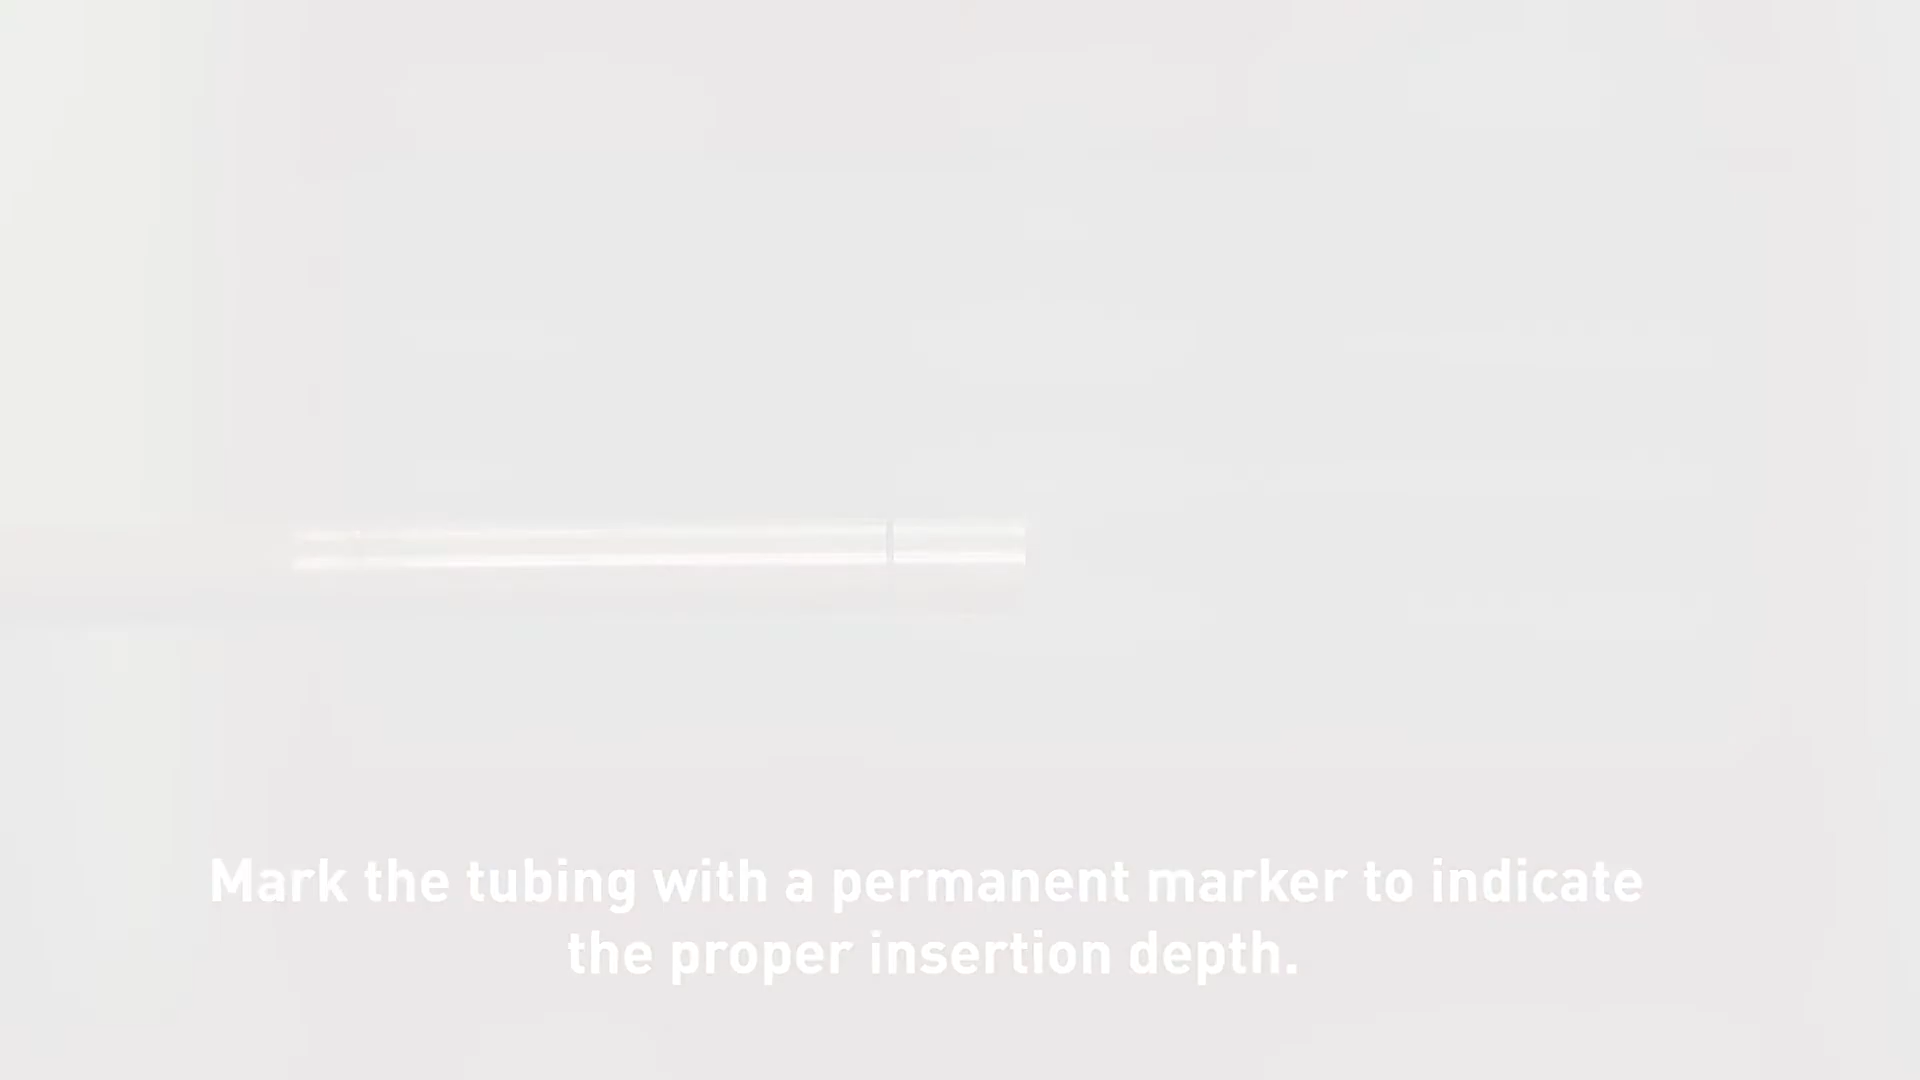 Mark the tubing with a permanent marker to indicate
the proper insertion depth.